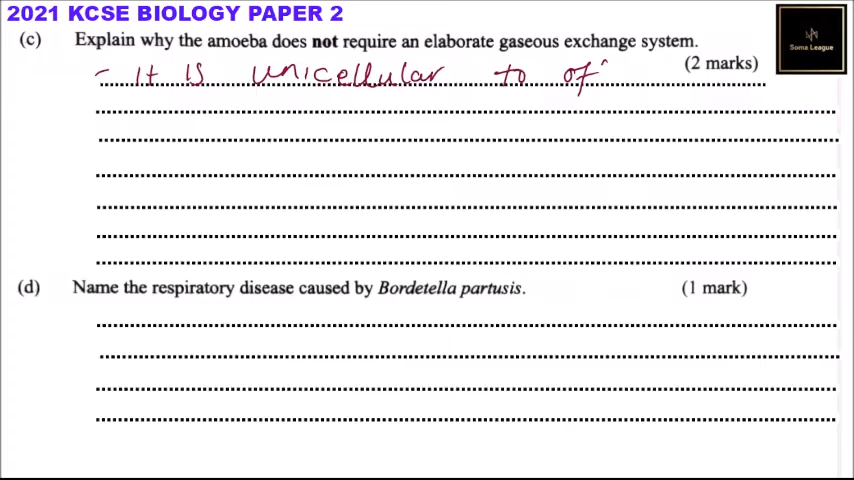 2021 KCSE BIOLOGY PAPER 2
(c) Explain why the amoeba does not require an elaborate gaseous exchange system.
(2 marks)
Soma League
- It is unicellular to of
(d) Name the respiratory disease caused by Bordetella partusis. (1 mark)